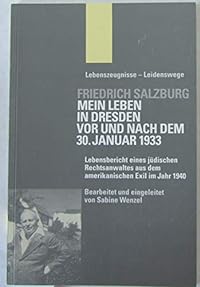 Lebenszeugnisse – Leidenswege
FRIEDRICH SALZBURG
MEIN LEBEN
IN DRESDEN
VOR UND NACH DEM
30. JANUAR 1933
Lebensbericht eines jüdischen
Rechtsanwaltes aus dem
amerikanischen Exil im Jahr 1940
Bearbeitet und eingeleitet
von Sabine Wenzel